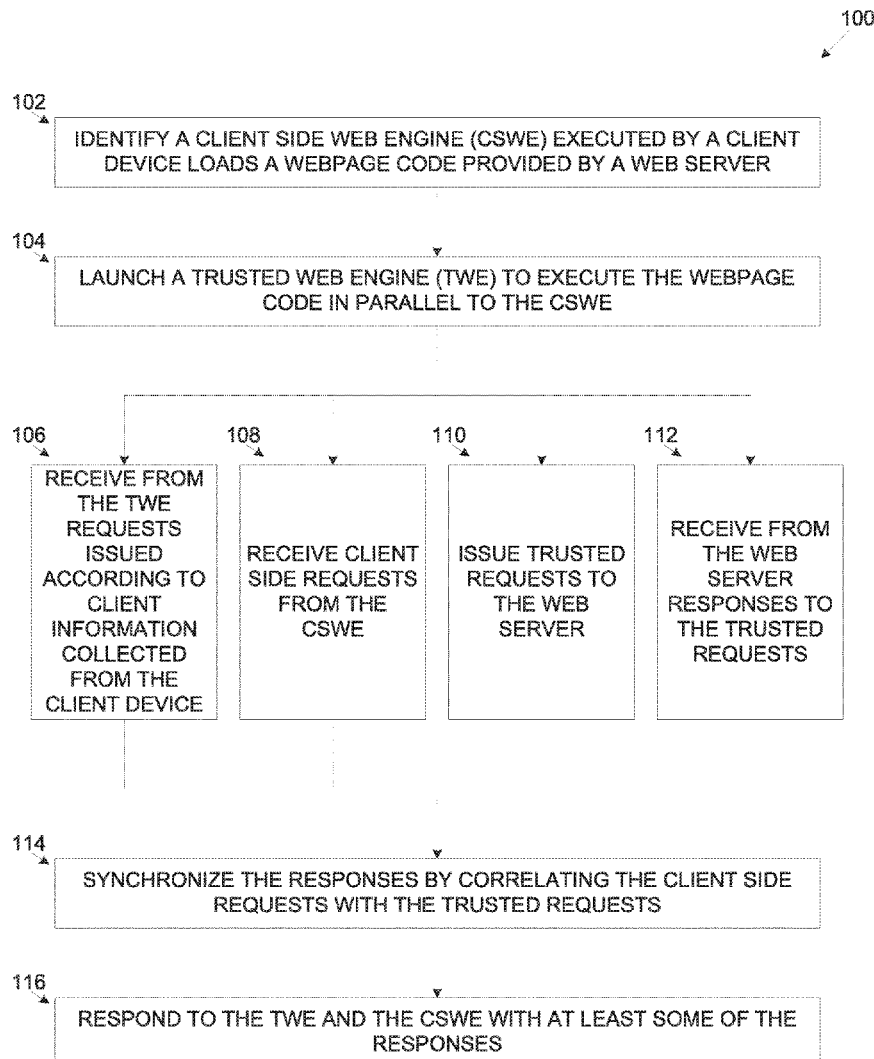 100
102
IDENTIFY A CLIENT SIDE WEB ENGINE (CSWE) EXECUTED BY A CLIENT
DEVICE LOADS A WEBPAGE CODE PROVIDED BY A WEB SERVER
104
LAUNCH A TRUSTED WEB ENGINE (TWE) TO EXECUTE THE WEBPAGE
CODE IN PARALLEL TO THE CSWE
106
RECEIVE FROM
THE TWE
REQUESTS
ISSUED
ACCORDING TO
CLIENT
INFORMATION
COLLECTED
FROM THE
CLIENT DEVICE
108
RECEIVE CLIENT
SIDE REQUESTS
FROM THE
CSWE
110
ISSUE TRUSTED
REQUESTS TO
THE WEB
SERVER
112
RECEIVE FROM
THE WEB
SERVER
RESPONSES TO
THE TRUSTED
REQUESTS
114
SYNCHRONIZE THE RESPONSES BY CORRELATING THE CLIENT SIDE
REQUESTS WITH THE TRUSTED REQUESTS
116
RESPOND TO THE TWE AND THE CSWE WITH AT LEAST SOME OF THE
RESPONSES